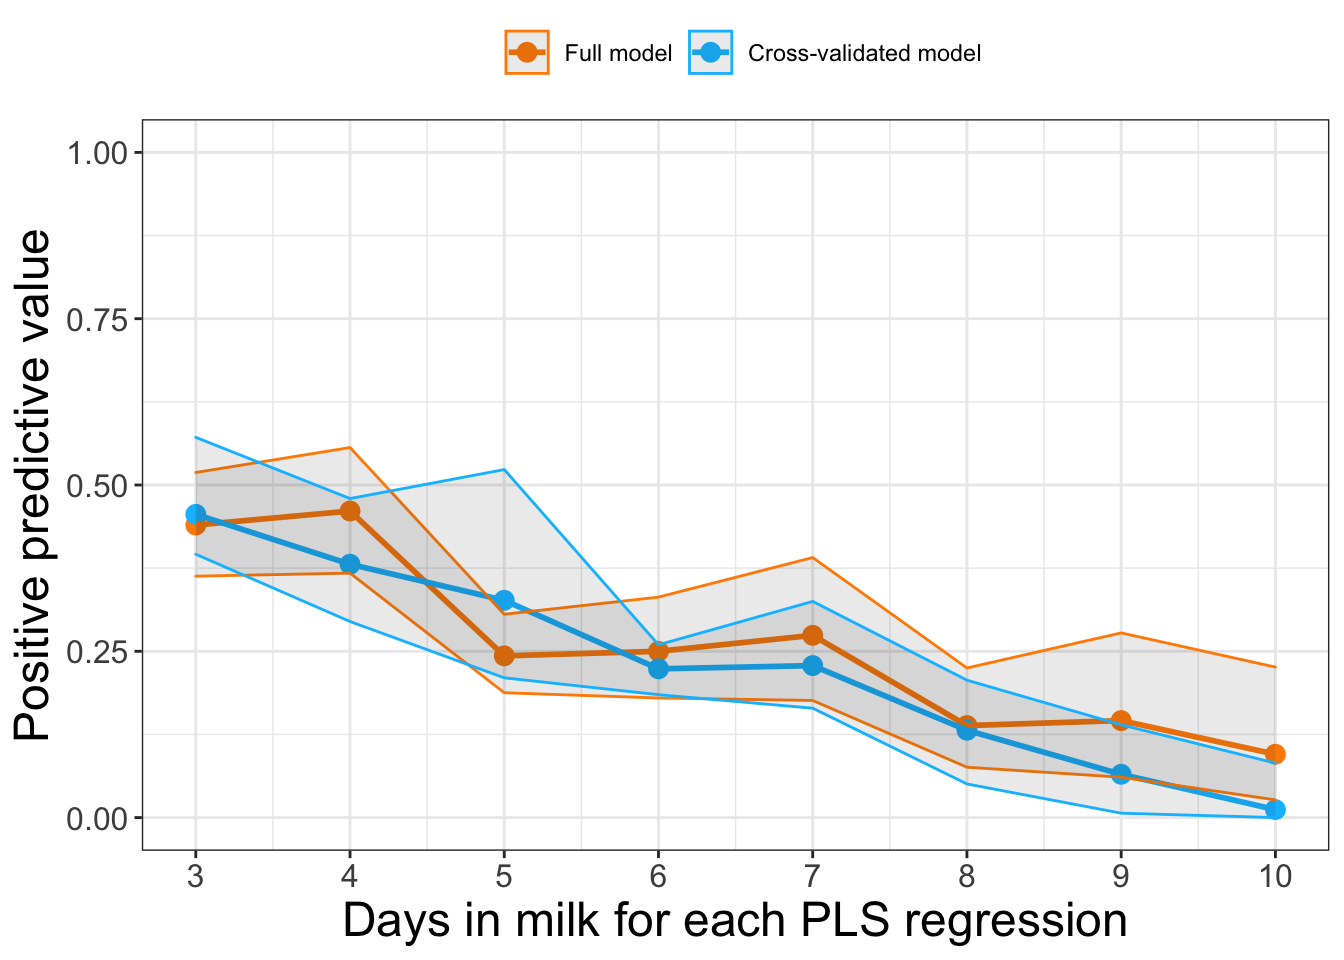 Full model
Cross-validated model
Positive predictive value
1.00
0.75
0.50
0.25
0.00
3 4 5 6 7 8 9 10
Days in milk for each PLS regression